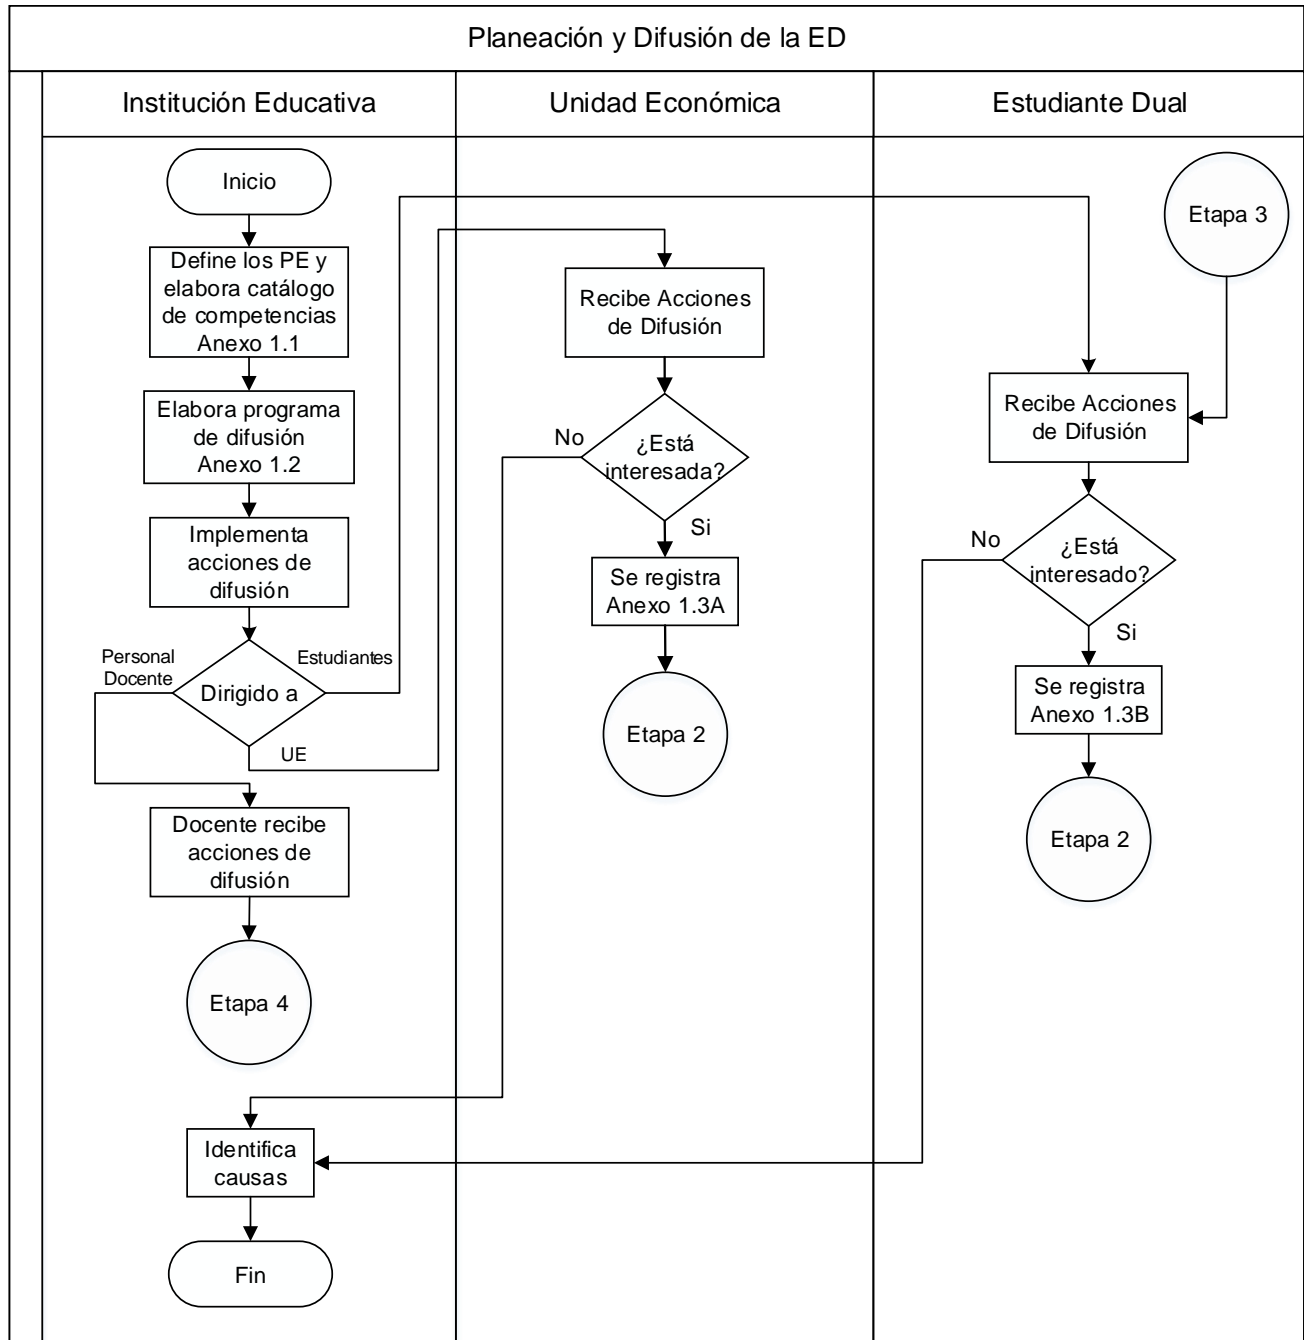 Planeación y Difusión de la ED
Institución Educativa
Unidad Económica
Estudiante Dual
Inicio
Define los PE y
elabora catálogo
de competencias
Anexo 1.1
Elabora programa
de difusión
Anexo 1.2
Implementa
acciones de
difusión
Personal
Docente
Estudiantes
Dirigido a
UE
Docente recibe
acciones de
difusión
Etapa 4
Identifica
causas
Fin
Recibe Acciones
de Difusión
No
¿Está
interesada?
Si
Se registra
Anexo 1.3A
Etapa 2
Etapa 3
Recibe Acciones
de Difusión
No
¿Está
interesado?
Si
Se registra
Anexo 1.3B
Etapa 2